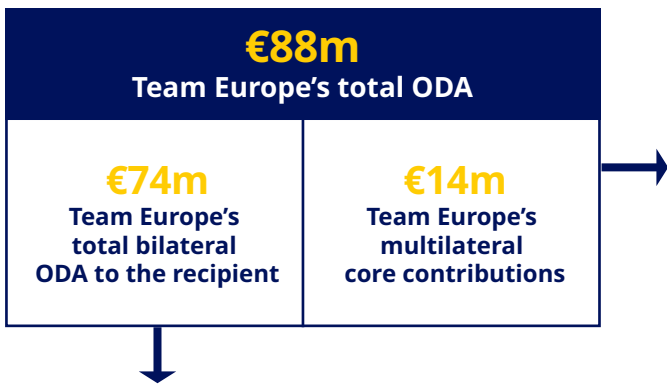 €88m
Team Europe’s total ODA
€74m
Team Europe’s
total bilateral
ODA to the recipient
€14m
Team Europe’s
multilateral
core contributions